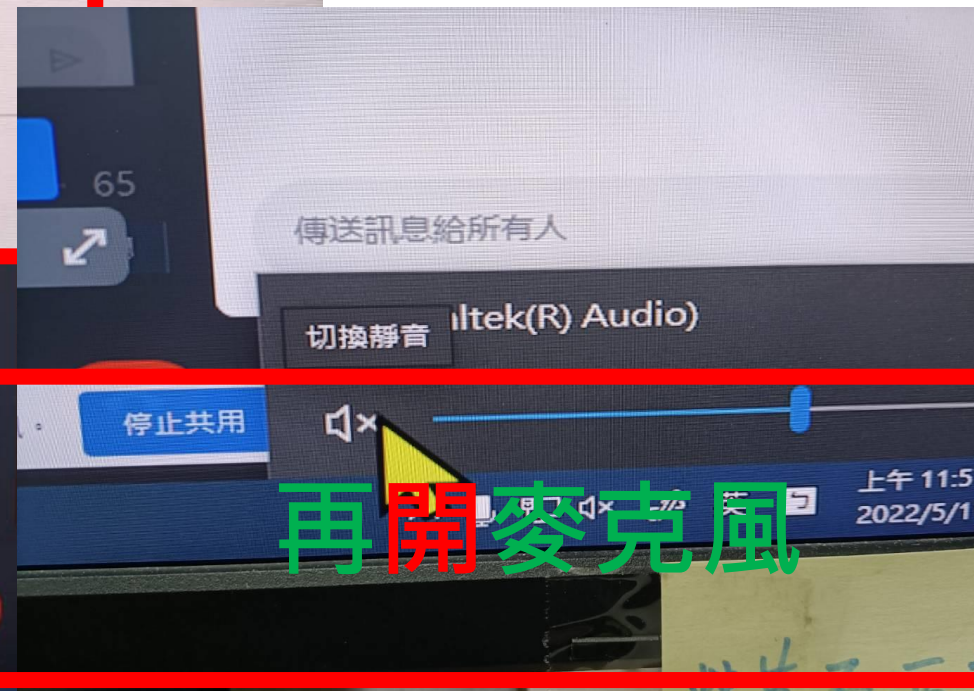 65
傳送訊息給所有人
ltek(R) Audio)
切換靜音
停止共用
英 ㄅ
上午 11:5
2022/5/1
再開麥克風